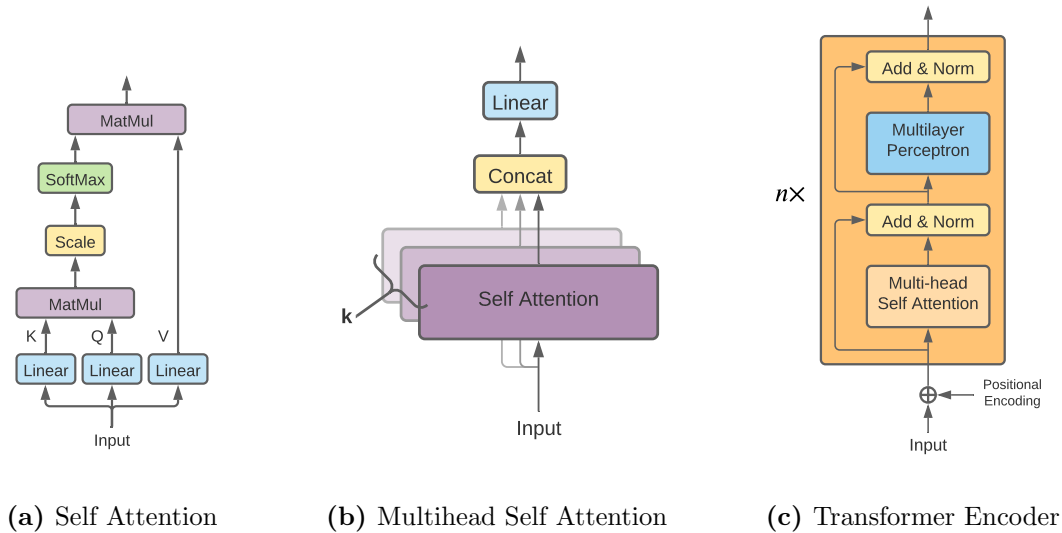 MatMul
SoftMax
Scale
MatMul
K
Q
V
Linear
Linear
Linear
Input
(a) Self Attention
Linear
Concat
Self Attention
k
Input
(b) Multihead Self Attention
Add & Norm
Multilayer
Perceptron
n×
Add & Norm
Multi-head
Self Attention
Positional
Encoding
Input
(c) Transformer Encoder